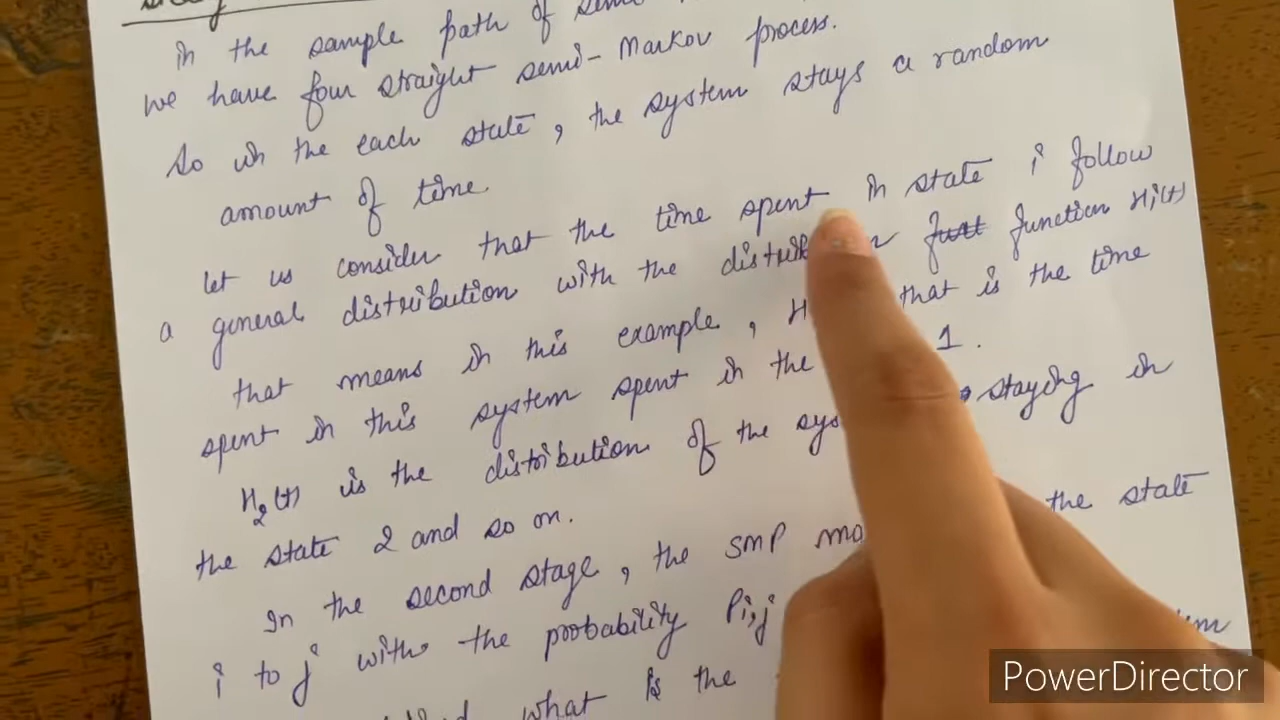 in the sample path of
we have four straight semi-Markov process.
So in the each state, the system stays a random
amount of time.
let us consider that the time spent in state i follow
a general distribution with the function Hi(t)
that means in this example, that is the time
spent in this system spent in the 1.
H2(t) is the distribution of the staying in
the state 2 and so on.
In the second stage, the SMP the state
i to j with the probability Pi,j
what is the
PowerDirector